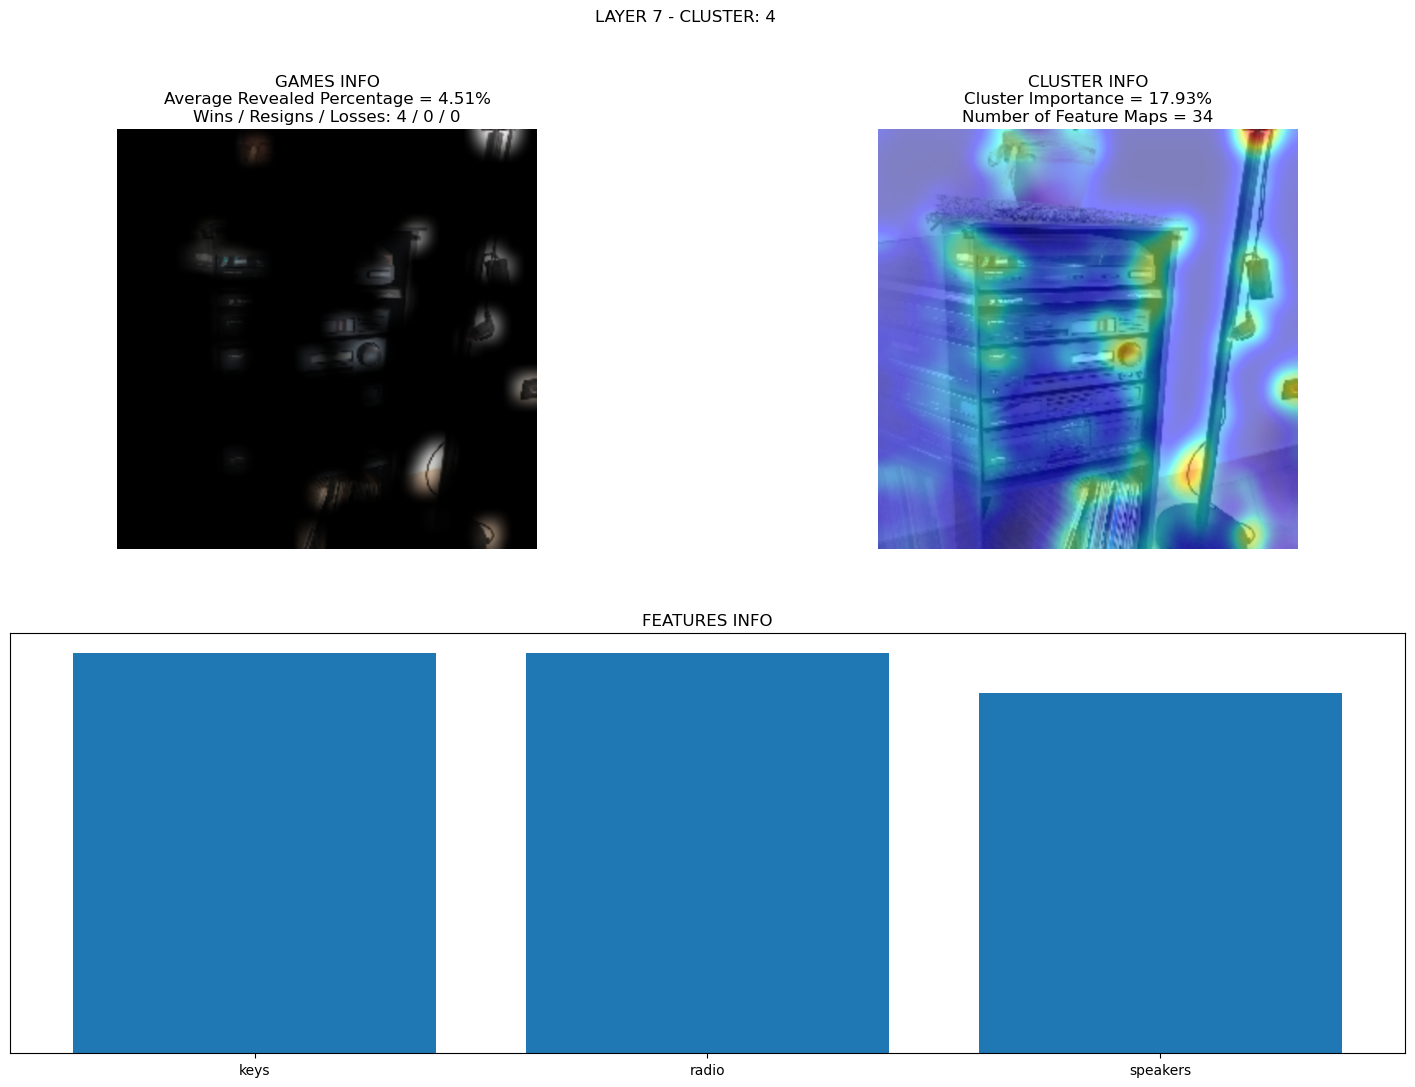 LAYER 7 - CLUSTER: 4
GAMES INFO
Average Revealed Percentage = 4.51%
Wins / Resigns / Losses: 4 / 0 / 0
CLUSTER INFO
Cluster Importance = 17.93%
Number of Feature Maps = 34
FEATURES INFO
keys
radio
speakers